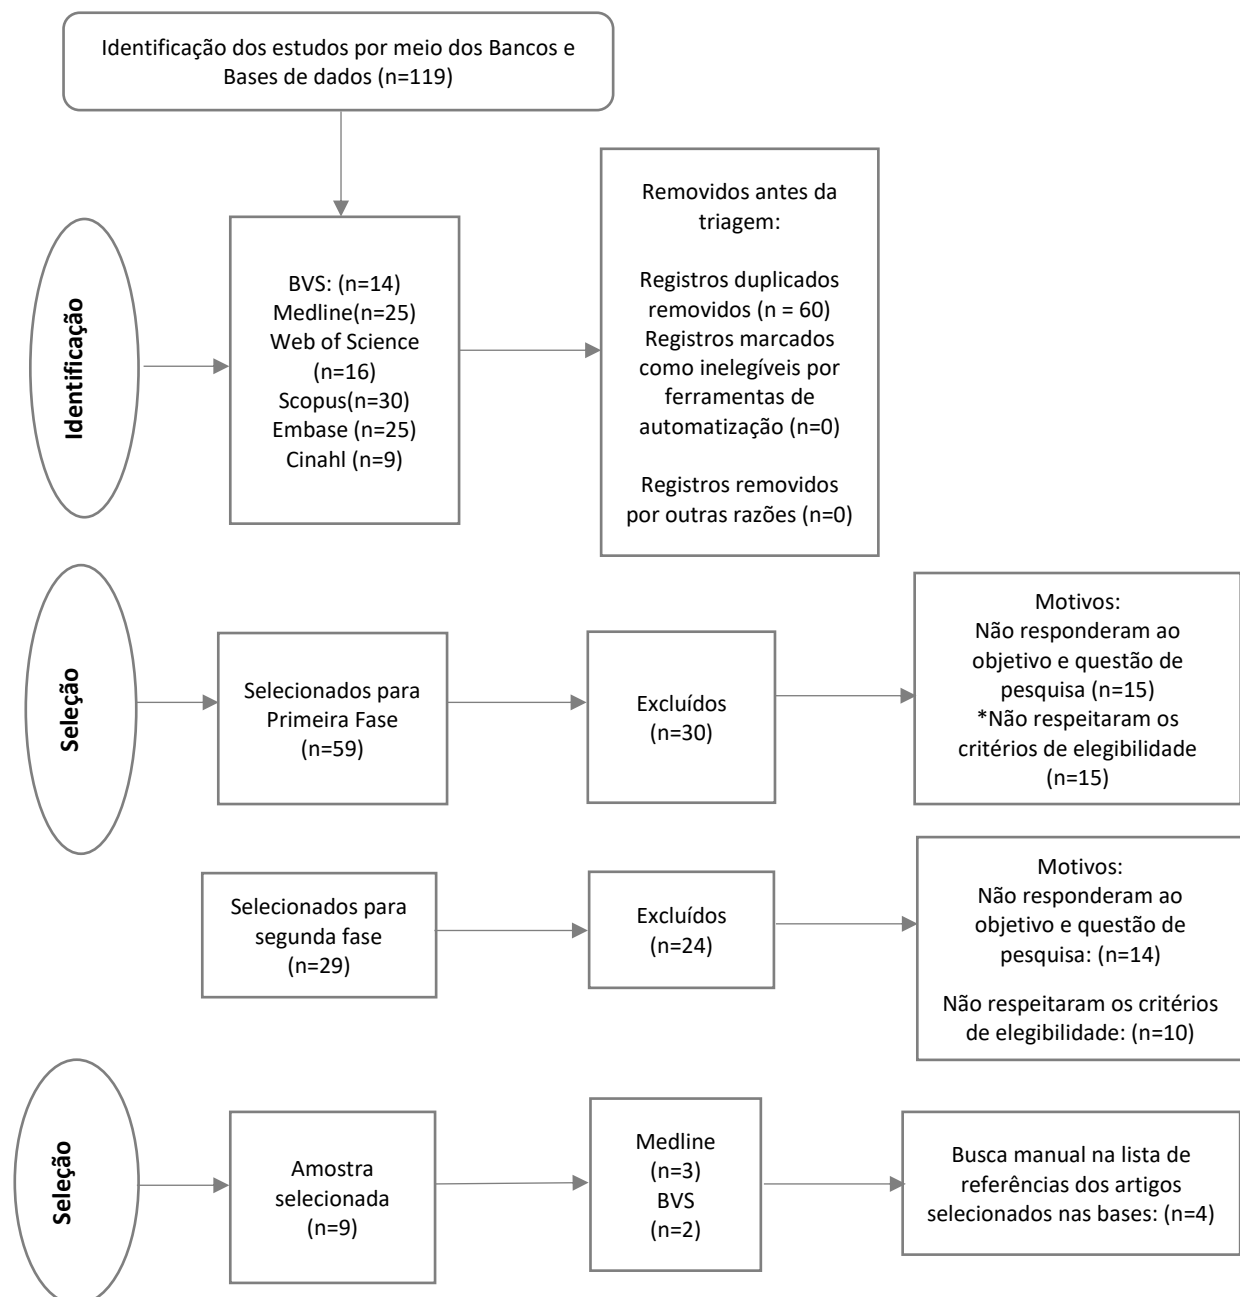 Identificação dos estudos por meio dos Bancos e
Bases de dados (n=119)
Identificação
BVS: (n=14)
Medline(n=25)
Web of Science
(n=16)
Scopus(n=30)
Embase (n=25)
Cinahl (n=9)
Removidos antes da
triagem:
Registros duplicados
removidos (n = 60)
Registros marcados
como inelegíveis por
ferramentas de
automatização (n=0)
Registros removidos
por outras razões (n=0)
Seleção
Selecionados para
Primeira Fase
(n=59)
Excluídos
(n=30)
Motivos:
Não responderam ao
objetivo e questão de
pesquisa (n=15)
*Não respeitaram os
critérios de elegibilidade
(n=15)
Selecionados para
segunda fase
(n=29)
Excluídos
(n=24)
Motivos:
Não responderam ao
objetivo e questão de
pesquisa: (n=14)
Não respeitaram os critérios
de elegibilidade: (n=10)
Seleção
Amostra
selecionada
(n=9)
Medline
(n=3)
BVS
(n=2)
Busca manual na lista de
referências dos artigos
selecionados nas bases: (n=4)